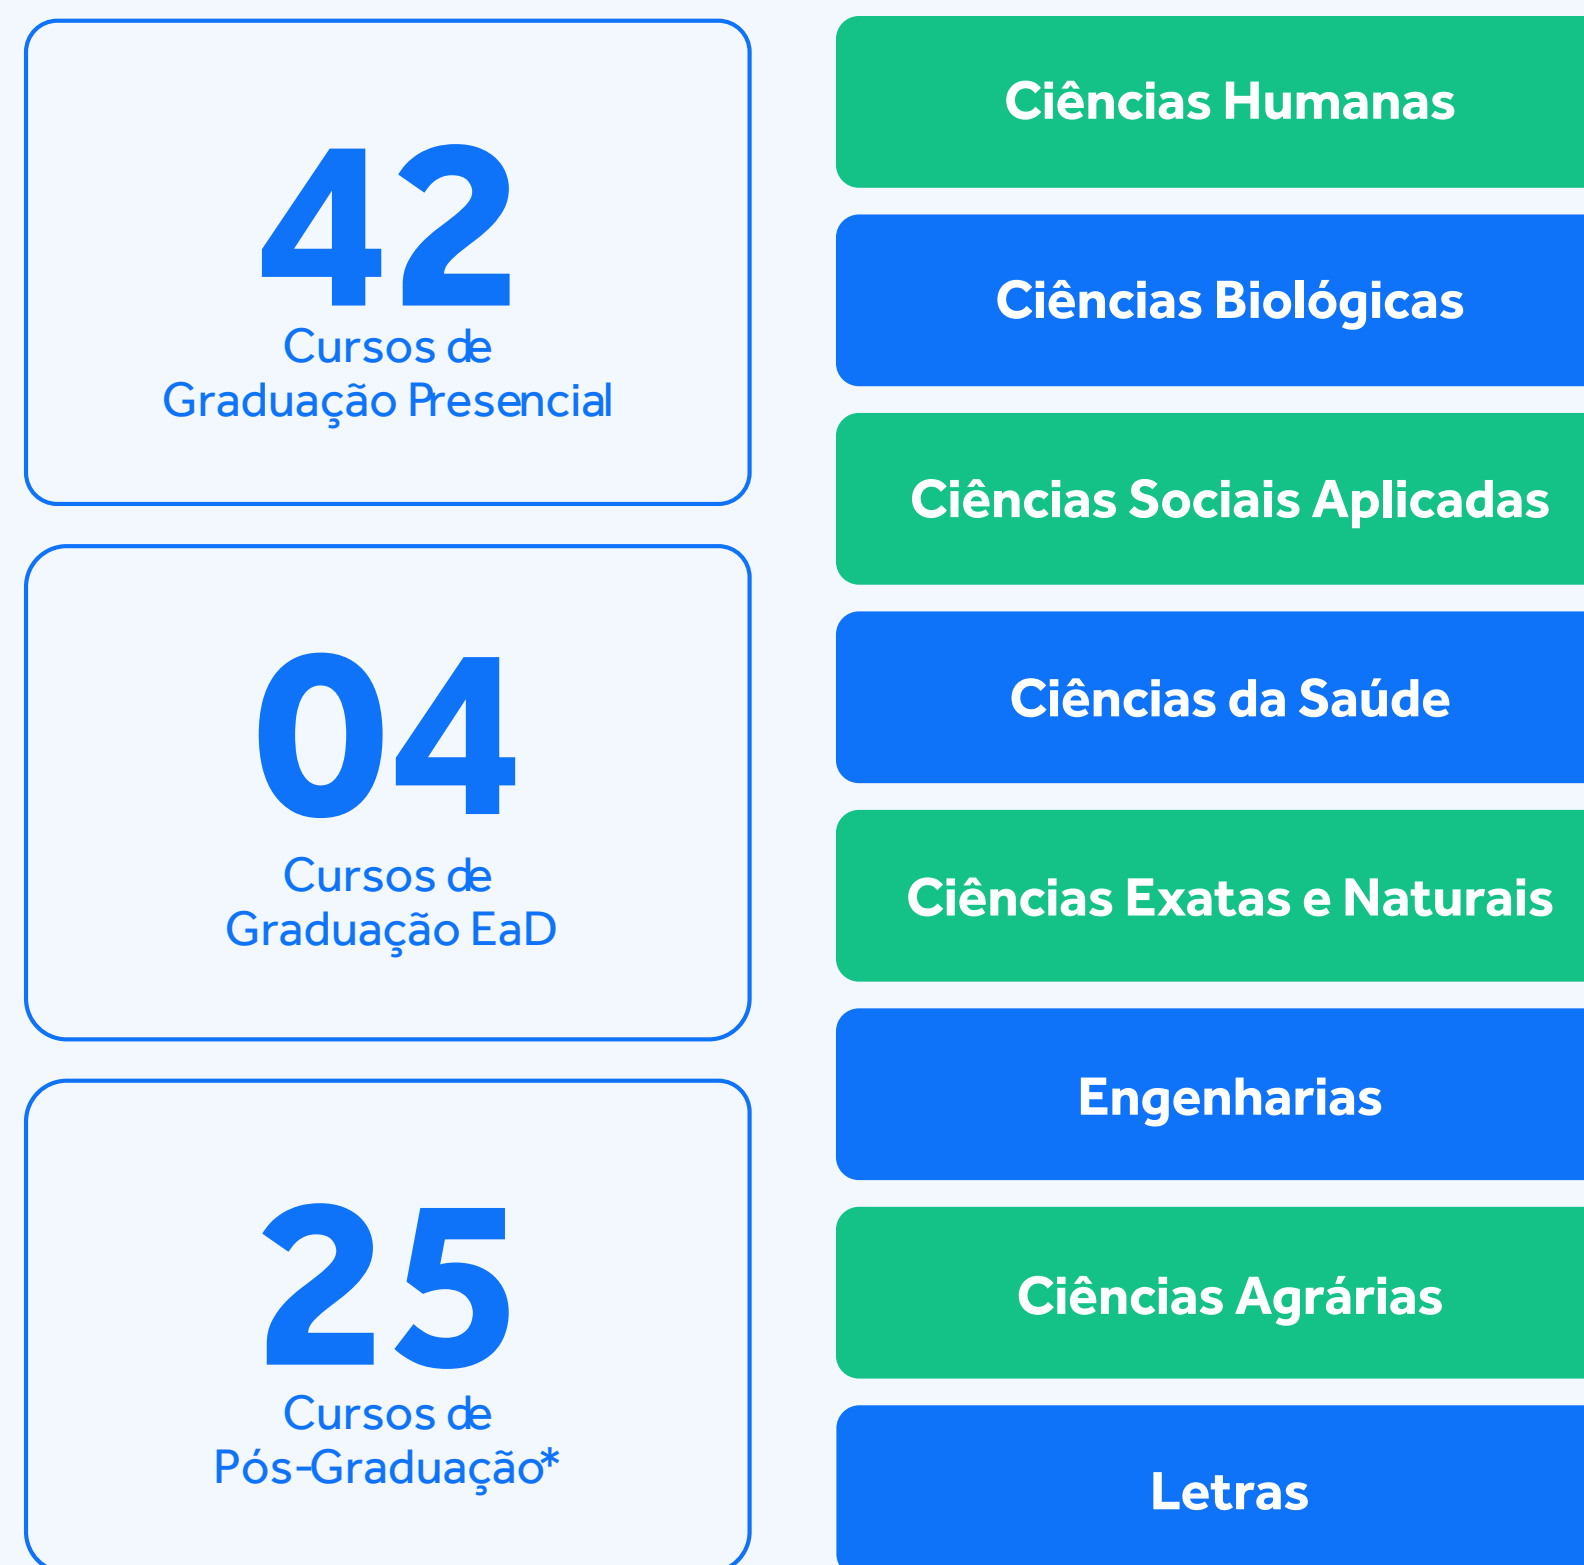 42
Cursos de
Graduação Presencial
04
Cursos de
Graduação EaD
25
Cursos de
Pós-Graduação*
Ciências Humanas
Ciências Biológicas
Ciências Sociais Aplicadas
Ciências da Saúde
Ciências Exatas e Naturais
Engenharias
Ciências Agrárias
Letras